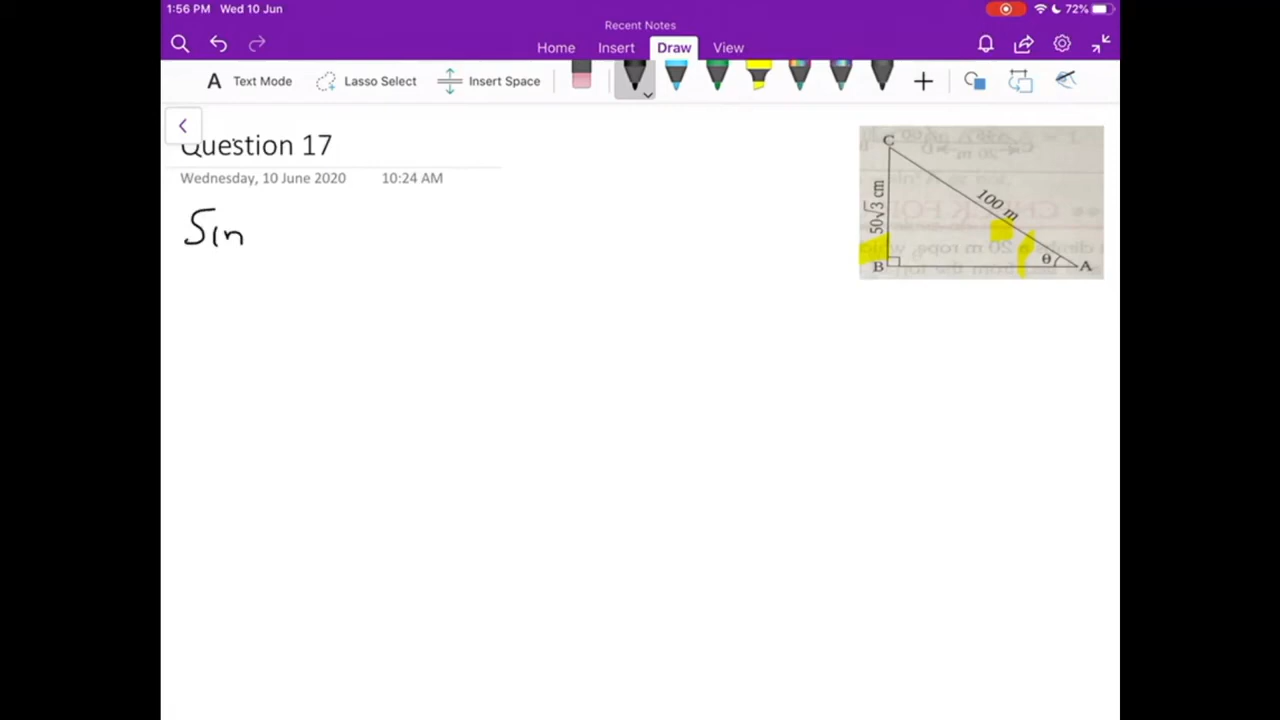 1:56 PM Wed 10 Jun
72%
Recent Notes
Home Insert Draw View
A Text Mode Lasso Select Insert Space
Question 17
Wednesday, 10 June 2020 10:24 AM
Sin
C
100 m
50√3 cm
B θ A